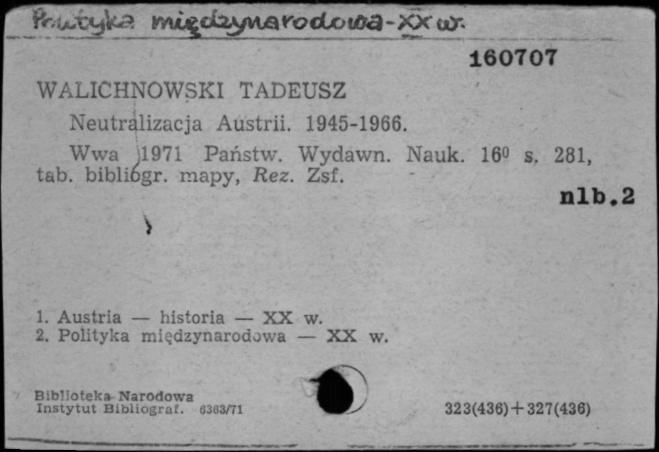 Polityka międzynarodowa-XX w.
160707
WALICHNOWSKI TADEUSZ
Neutralizacja Austrii. 1945-1966.
Wwa 1971 Państw. Wydawn. Nauk. 16⁰ s. 281,
tab. bibliogr. mapy, Rez. Zsf.
nlb.2
1. Austria — historia — XX w.
2. Polityka międzynarodowa — XX w.
Biblioteka Narodowa
Instytut Bibliograf. 6363/71
323(436)+327(436)